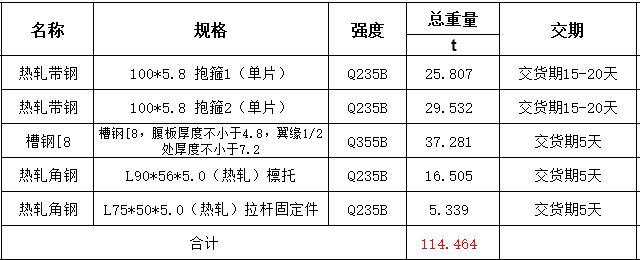 名称 规格 强度 总重量 交期
t
热轧带钢 100*5.8 抱箍1（单片） Q235B 25.807 交货期15-20天
热轧带钢 100*5.8 抱箍2（单片） Q235B 29.532 交货期15-20天
槽钢[8 槽钢[8，腹板厚度不小于4.8，翼缘1/2
处厚度不小于7.2 Q355B 37.281 交货期5天
热轧角钢 L90*56*5.0（热轧）檩托 Q235B 16.505 交货期5天
热轧角钢 L75*50*5.0（热轧）拉杆固定件 Q235B 5.339 交货期5天
合计 114.464